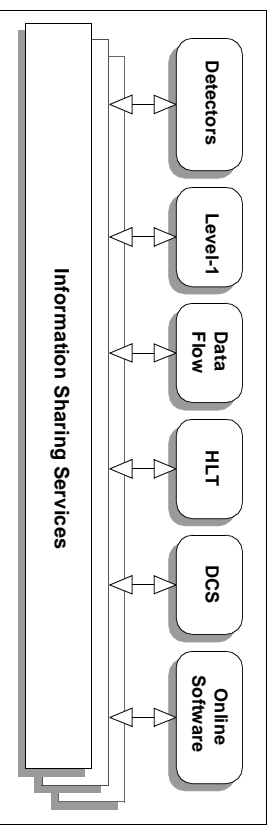 Detectors
Level-1
Data
Flow
HLT
DCS
Online
Software
Information Sharing Services